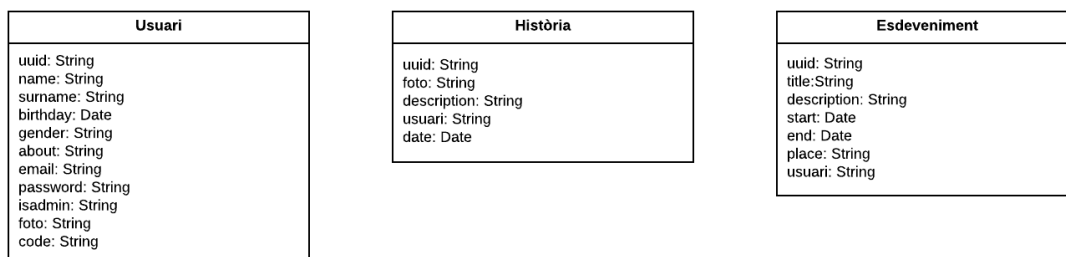 Usuari
uuid: String
name: String
surname: String
birthday: Date
gender: String
about: String
email: String
password: String
isadmin: String
foto: String
code: String
Història
uuid: String
foto: String
description: String
usuari: String
date: Date
Esdeveniment
uuid: String
title:String
description: String
start: Date
end: Date
place: String
usuari: String